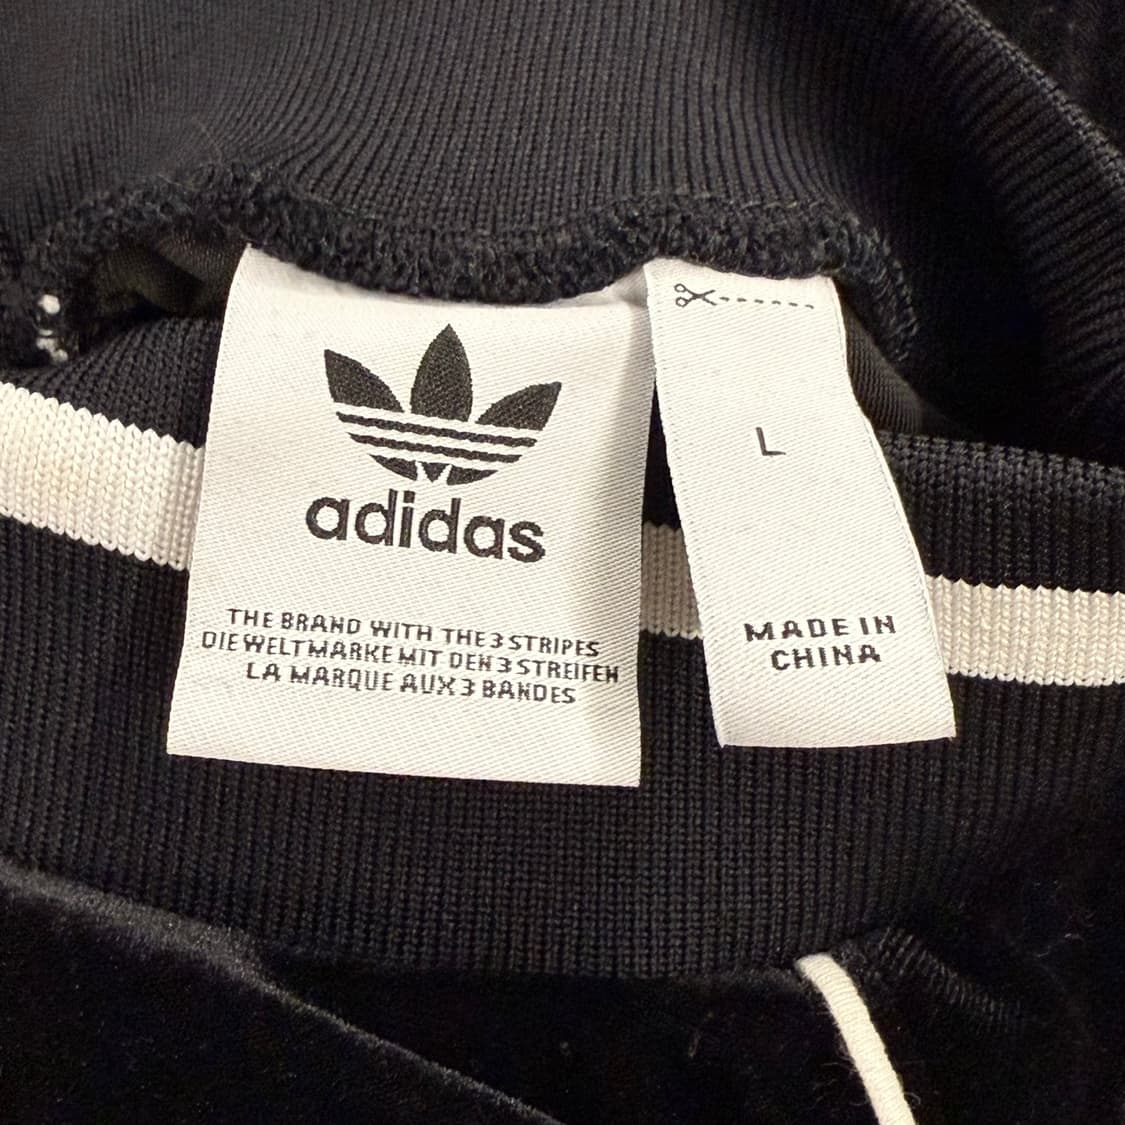 adidas
THE BRAND WITH THE 3 STRIPES
DIE WELTMARKE MIT DEN 3 STREIFEN
LA MARQUE AUX 3 BANDES
L
MADE IN
CHINA